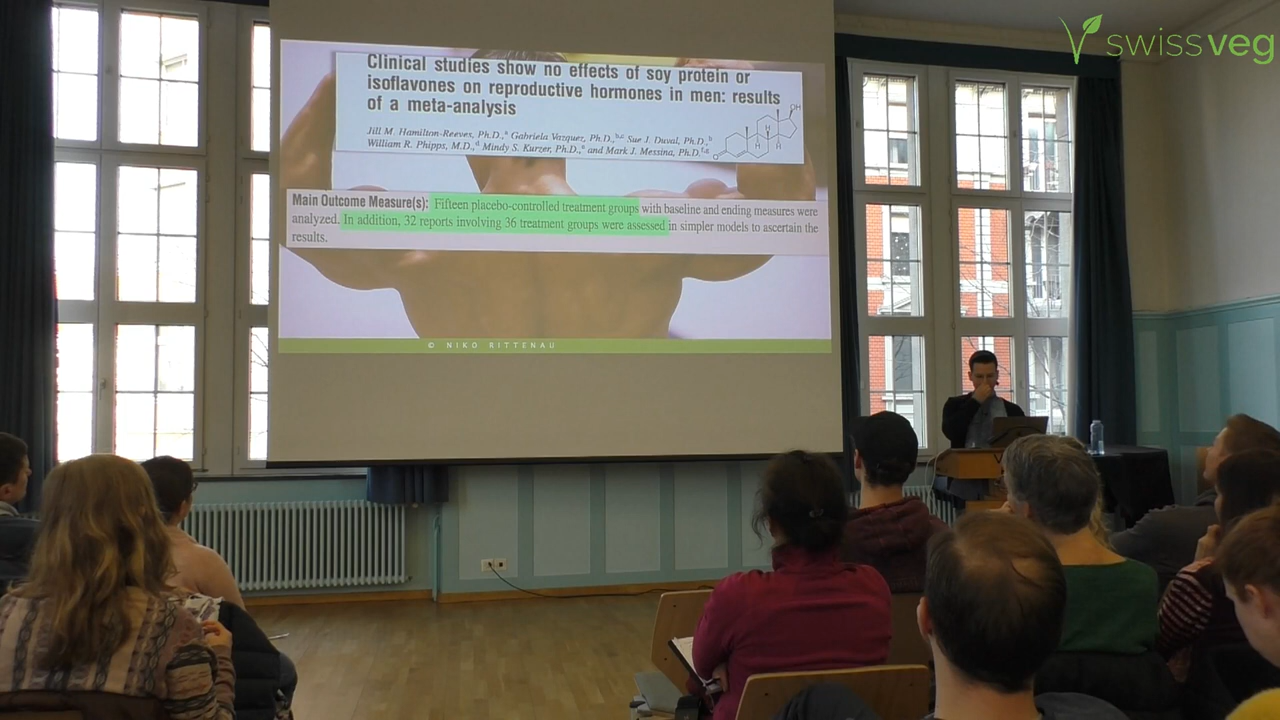 swissveg
Clinical studies show no effects of soy protein or
isoflavones on reproductive hormones in men: results
of a meta-analysis
Jill M. Hamilton-Reeves, Ph.D.,ᵃ Gabriela Vazquez, Ph.D.,ᵇ,ᶜ Sue J. Duval, Ph.D.,ᵇ
William R. Phipps, M.D.,ᵈ Mindy S. Kurzer, Ph.D.,ᵉ and Mark J. Messina, Ph.D.ᶠ,ᵍ
OH
H
H H
O
Main Outcome Measure(s): Fifteen placebo-controlled treatment groups with baseline and ending measures were
analyzed. In addition, 32 reports involving 36 treatment groups were assessed in simpler models to ascertain the
results.
© NIKO RITTENAU